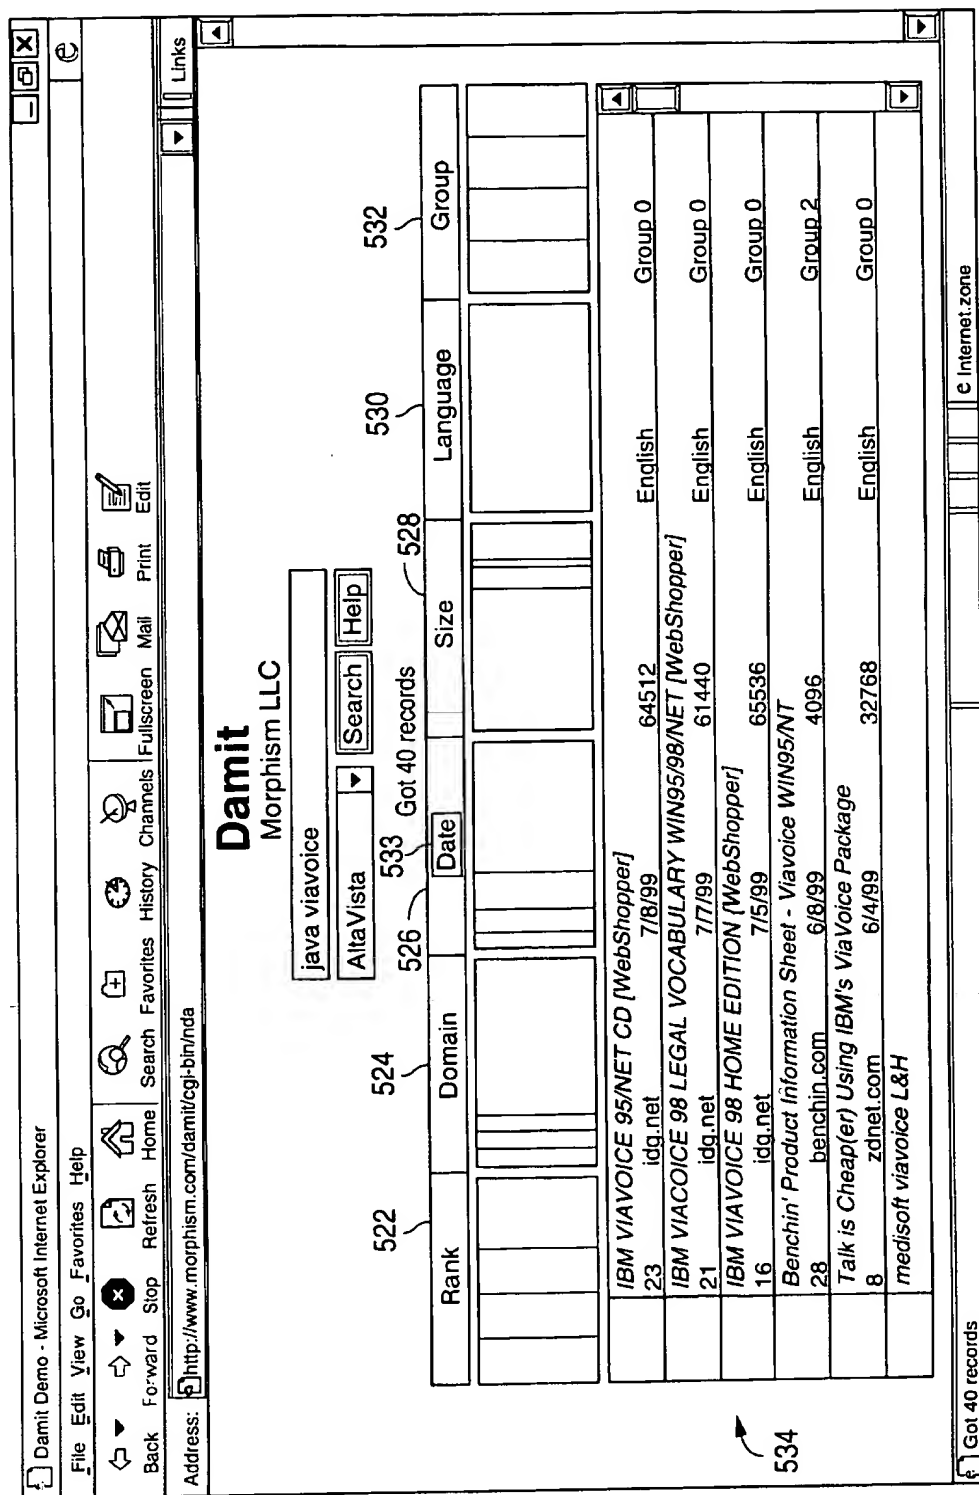 Damit Demo - Microsoft Internet Explorer
File Edit View Go Favorites Help
Back Forward Stop Refresh Home Search Favorites History Channels Fullscreen Mail Print Edit
Address: http://www.morphism.com/damit/cgi-bin/nda Links
Damit
Morphism LLC
java viavoice
AltaVista Search Help
533 Got 40 records
522 524 526 528 530 532
Rank Domain Date Size Language Group
IBM VIAVOICE 95/NET CD [WebShopper]
23 idg.net 7/8/99 64512 English Group 0
IBM VIACOICE 98 LEGAL VOCABULARY WIN95/98/NET [WebShopper]
21 idg.net 7/7/99 61440 English Group 0
IBM VIAVOICE 98 HOME EDITION [WebShopper]
16 idg.net 7/5/99 65536 English Group 0
Benchin' Product Information Sheet - Viavoice WIN95/NT
28 benchin.com 6/8/99 4096 English Group 2
Talk is Cheap(er) Using IBM's ViaVoice Package
8 zdnet.com 6/4/99 32768 English Group 0
medisoft viavoice L&H
534
Got 40 records e Internet.zone